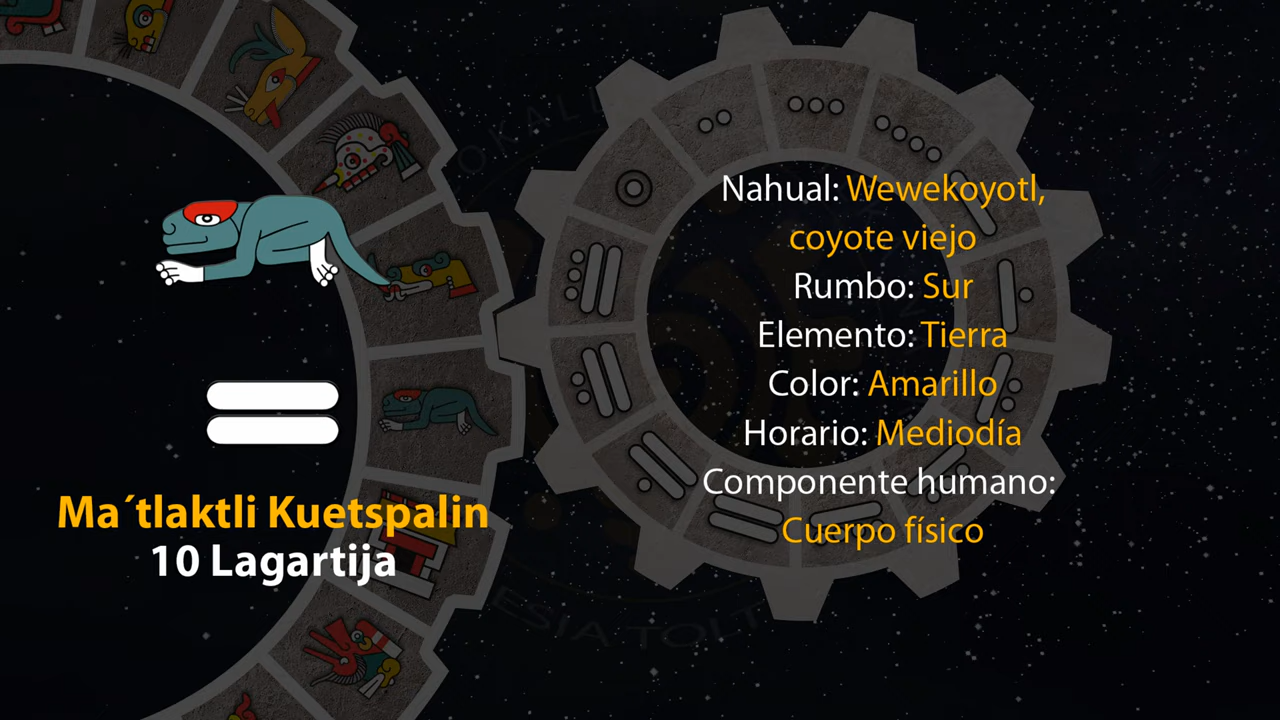 Ma´tlaktli Kuetspalin
10 Lagartija
Nahual: Wewekoyotl,
coyote viejo
Rumbo: Sur
Elemento: Tierra
Color: Amarillo
Horario: Mediodía
Componente humano:
Cuerpo físico